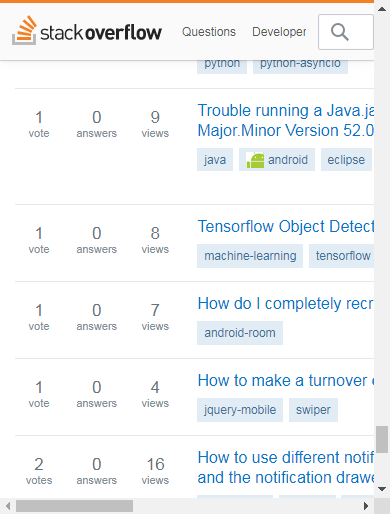 stackoverflow Questions Developer
python python-asyncio
1 0 9 Trouble running a Java.ja
vote answers views Major.Minor Version 52.0
java android eclipse
1 0 8 Tensorflow Object Detect
vote answers views machine-learning tensorflow
1 0 7 How do I completely recr
vote answers views android-room
1 0 4 How to make a turnover
vote answers views jquery-mobile swiper
2 0 16 How to use different notif
votes answers views and the notification drawe